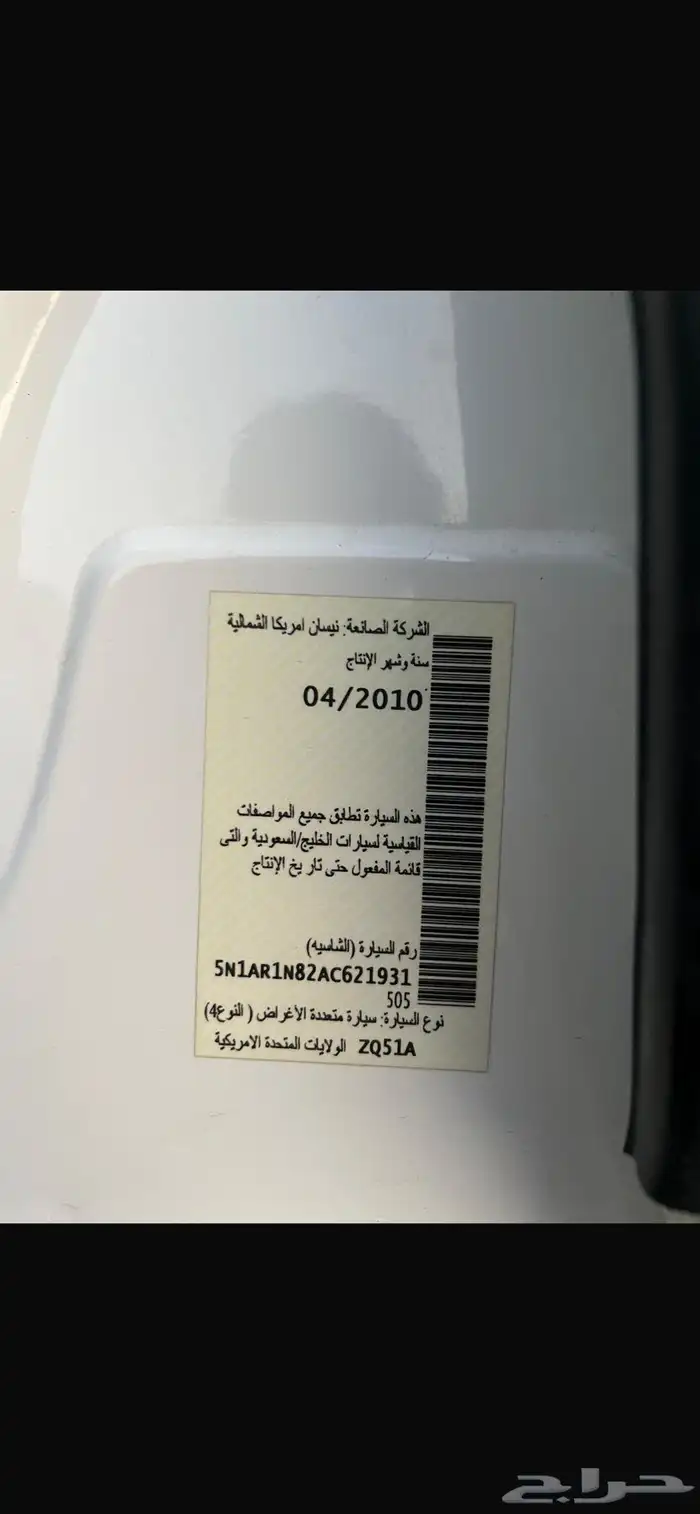 الشركة الصانعة: نيسان امريكا الشمالية
سنة وشهر الإنتاج
04/2010
هذه السيارة تطابق جميع المواصفات
القياسية لسيارات الخليج/السعودية والتى
قائمة المفعول حتى تاريخ الإنتاج
رقم السيارة (الشاسيه)
5N1AR1N82AC621931
505
نوع السيارة: سيارة متعددة الأغراض ( النوع4)
ZQ51A الولايات المتحدة الامريكية
حراج